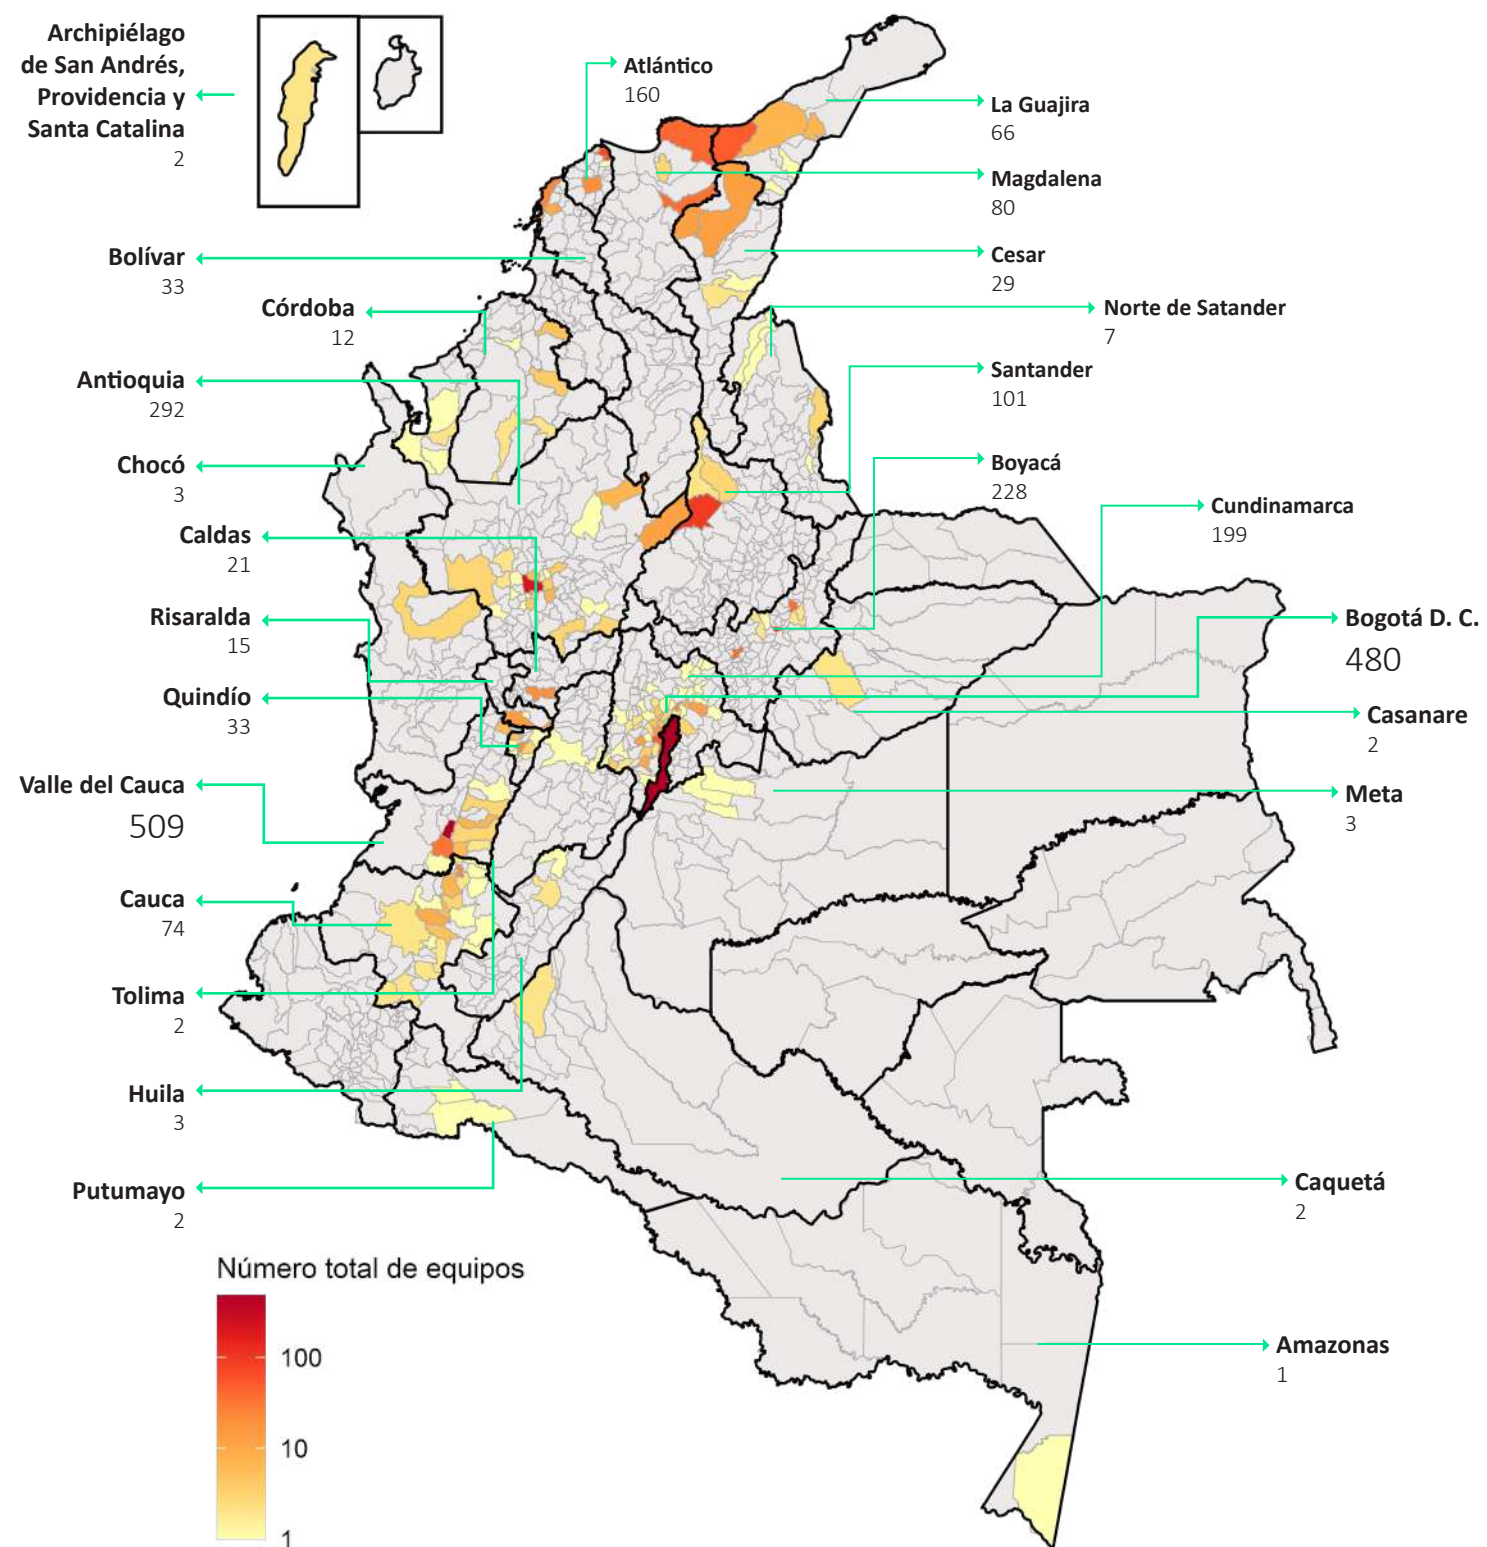 Archipiélago
de San Andrés,
Providencia y
Santa Catalina
2
Atlántico
160
La Guajira
66
Magdalena
80
Bolívar
33
Cesar
29
Córdoba
12
Norte de Satander
7
Antioquia
292
Santander
101
Chocó
3
Boyacá
228
Cundinamarca
199
Caldas
21
Risaralda
15
Bogotá D. C.
480
Quindío
33
Casanare
2
Valle del Cauca
509
Meta
3
Cauca
74
Tolima
2
Huila
3
Putumayo
2
Caquetá
2
Número total de equipos
100
10
1
Amazonas
1